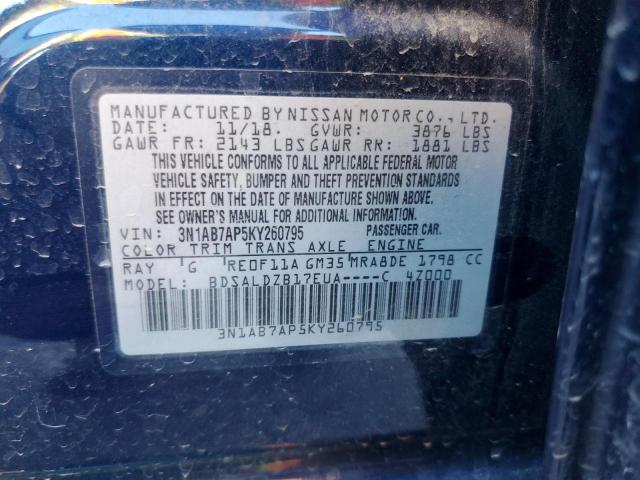 MANUFACTURED BY NISSAN MOTOR CO., LTD.
DATE: 11/18. GVWR: 3876 LBS
GAWR FR: 2143 LBS GAWR RR: 1881 LBS
THIS VEHICLE CONFORMS TO ALL APPLICABLE FEDERAL MOTOR
VEHICLE SAFETY, BUMPER AND THEFT PREVENTION STANDARDS
IN EFFECT ON THE DATE OF MANUFACTURE SHOWN ABOVE.
SEE OWNER'S MANUAL FOR ADDITIONAL INFORMATION.
VIN: 3N1AB7AP5KY260795 PASSENGER CAR.
COLOR TRIM TRANS AXLE ENGINE
RAY G RE0F11A GM35 MRA8DE 1798 CC
MODEL BDSALDZB17EUA----C 47000
3N1AB7AP5KY260795